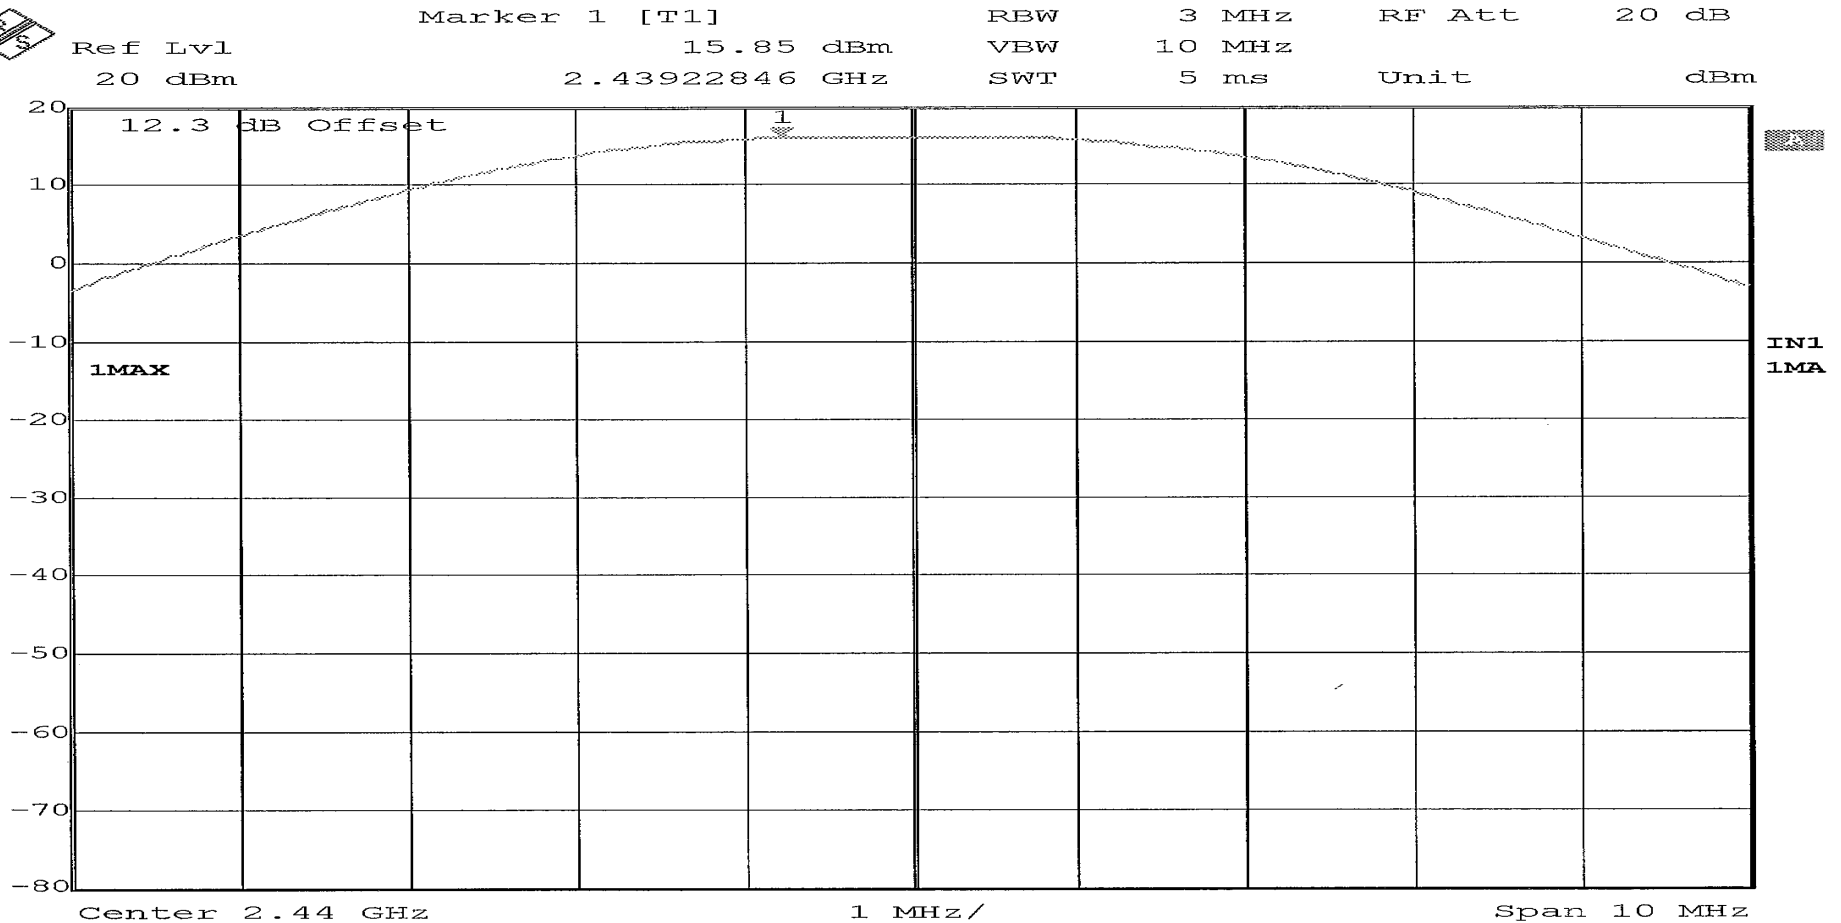 Marker 1 [T1] RBW 3 MHz RF Att 20 dB
Ref Lvl 15.85 dBm VBW 10 MHz
20 dBm 2.43922846 GHz SWT 5 ms Unit dBm
20
12.3 dB Offset
1
A
10
0
-10
IN1
1MAX
1MA
-20
-30
-40
-50
-60
-70
-80
Center 2.44 GHz 1 MHz/ Span 10 MHz